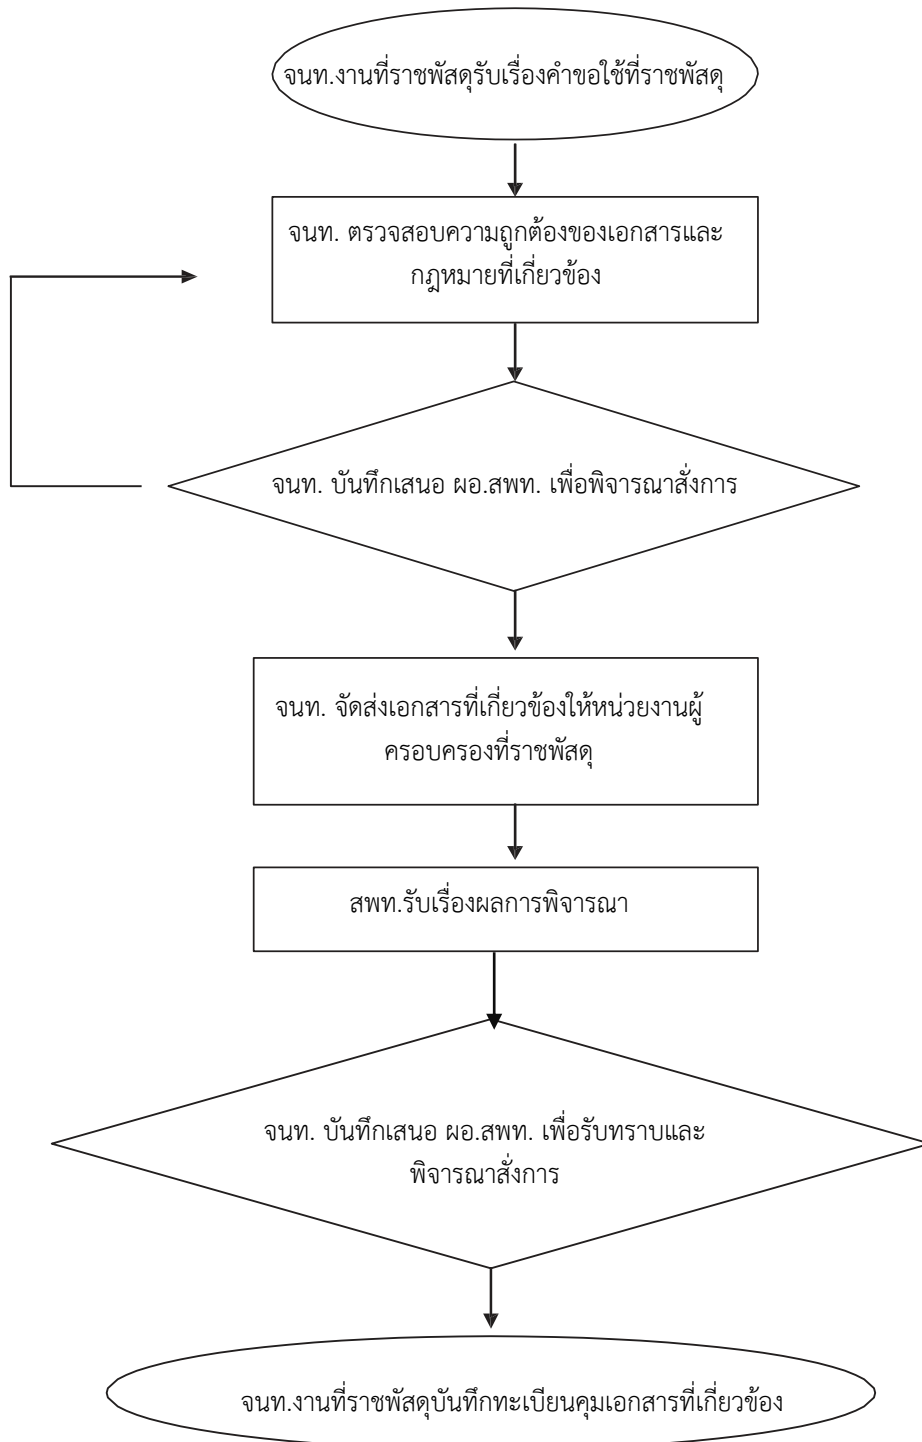 จนท.งานที่ราชพัสดุรับเรื่องคำขอใช้ที่ราชพัสดุ
จนท. ตรวจสอบความถูกต้องของเอกสารและ
กฎหมายที่เกี่ยวข้อง
จนท. บันทึกเสนอ ผอ.สพท. เพื่อพิจารณาสั่งการ
จนท. จัดส่งเอกสารที่เกี่ยวข้องให้หน่วยงานผู้
ครอบครองที่ราชพัสดุ
สพท.รับเรื่องผลการพิจารณา
จนท. บันทึกเสนอ ผอ.สพท. เพื่อรับทราบและ
พิจารณาสั่งการ
จนท.งานที่ราชพัสดุบันทึกทะเบียนคุมเอกสารที่เกี่ยวข้อง